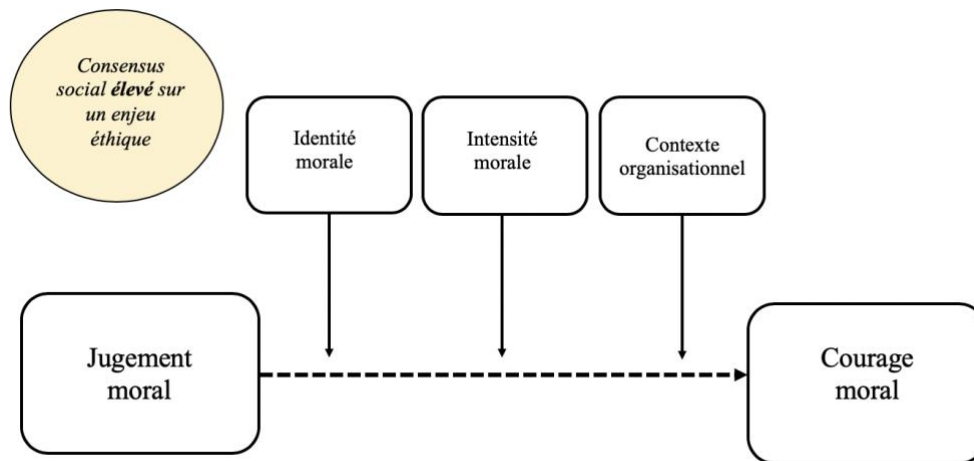 Consensus
social élevé sur
un enjeu
éthique
Identité
morale
Intensité
morale
Contexte
organisationnel
Jugement
moral
Courage
moral